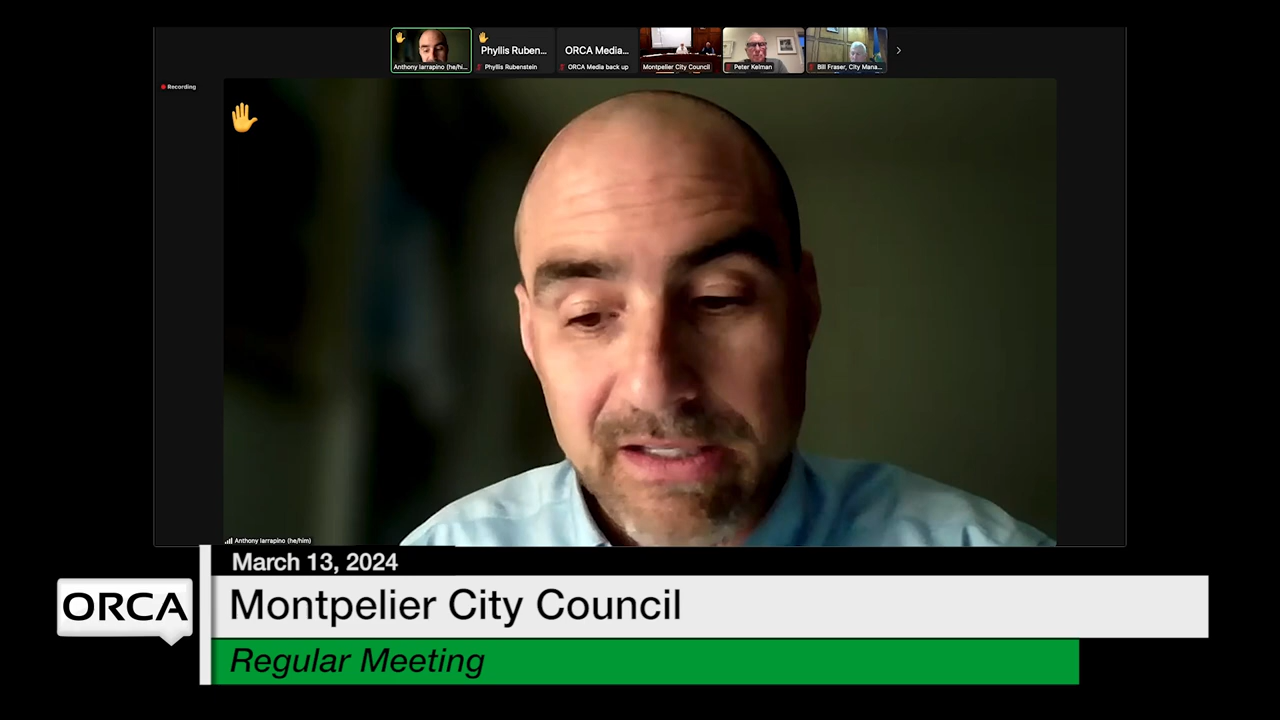 Phyllis Ruben...
ORCA Media...
Anthony Iarrapino (he/hi...
Phyllis Rubenstein
ORCA Media back up
Montpelier City Council
Peter Kelman
Bill Fraser, City Mana...
Recording
Anthony Iarrapino (he/him)
March 13, 2024
ORCA
Montpelier City Council
Regular Meeting